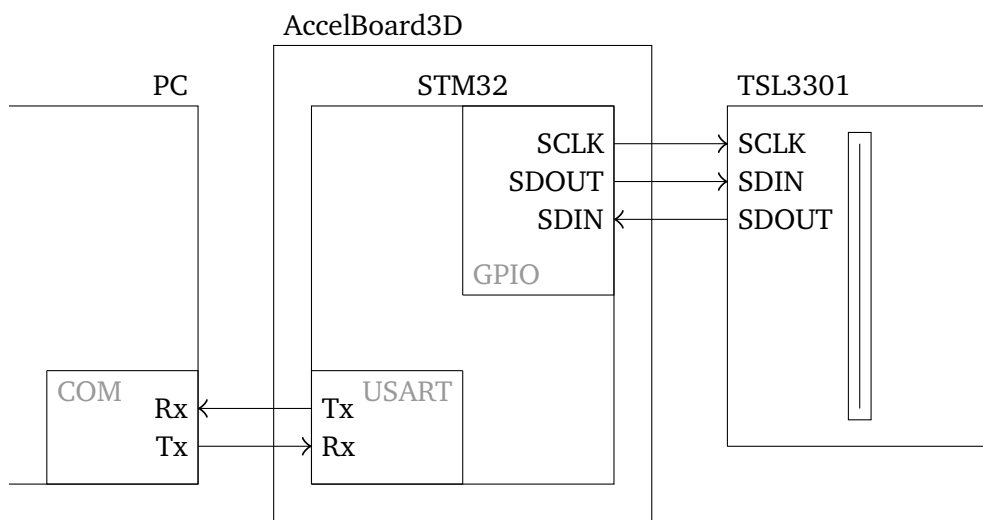 AccelBoard3D
PC
STM32
TSL3301
SCLK
SDOUT
SDIN
GPIO
SCLK
SDIN
SDOUT
COM
Rx
Tx
USART
Tx
Rx